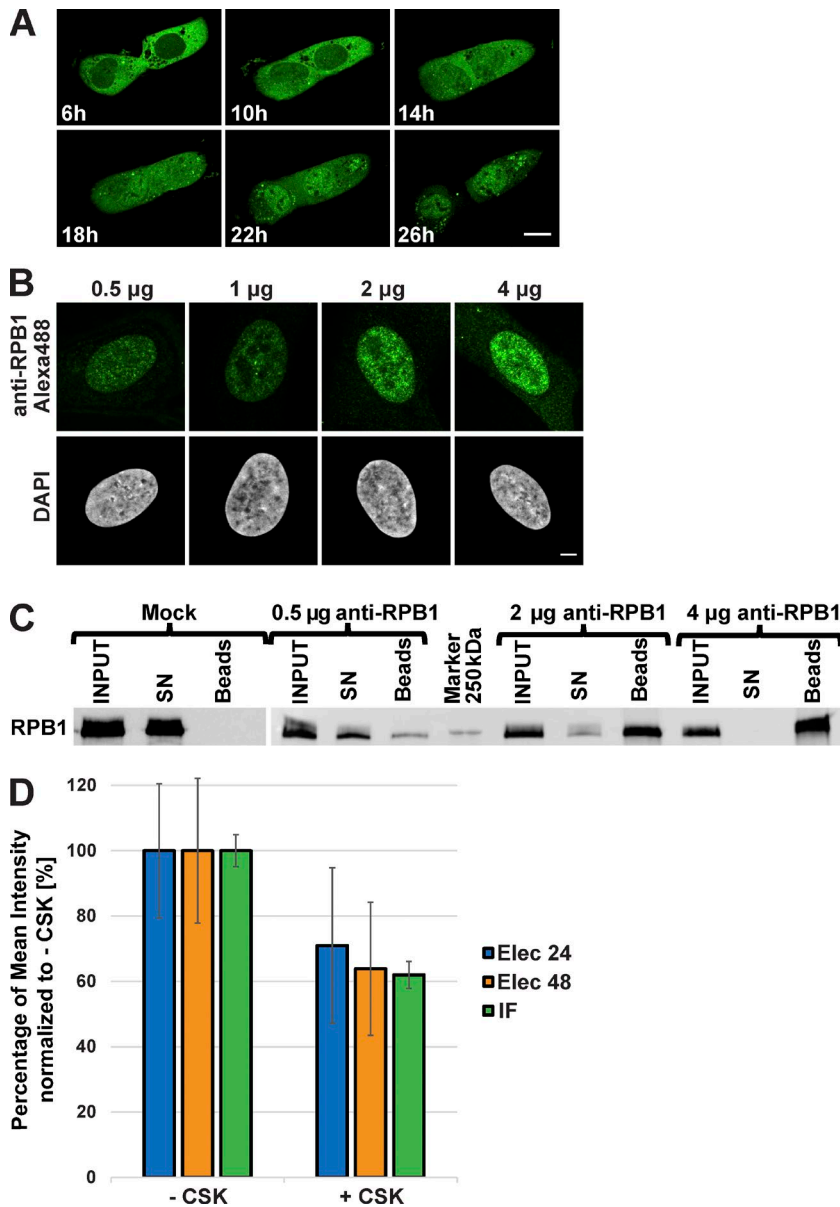 A
6h
10h
14h
18h
22h
26h
B
0.5 µg
1 µg
2 µg
4 µg
anti-RPB1
Alexa488
DAPI
C
Mock
0.5 µg anti-RPB1
2 µg anti-RPB1
4 µg anti-RPB1
INPUT
SN
Beads
INPUT
SN
Beads
Marker
250kDa
INPUT
SN
Beads
INPUT
SN
Beads
RPB1
D
Percentage of Mean Intensity
normalized to - CSK [%]
120
100
80
60
40
20
0
- CSK
+ CSK
Elec 24
Elec 48
IF